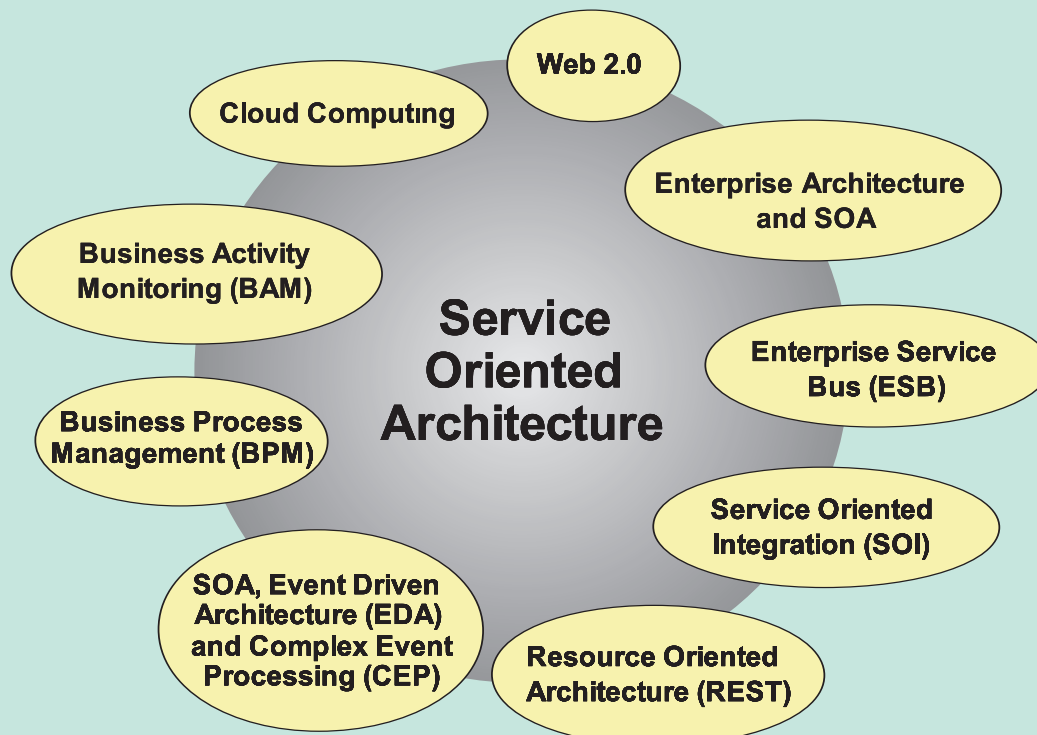 Web 2.0
Cloud Computing
Enterprise Architecture
and SOA
Business Activity
Monitoring (BAM)
Service
Oriented
Architecture
Enterprise Service
Bus (ESB)
Business Process
Management (BPM)
Service Oriented
Integration (SOI)
SOA, Event Driven
Architecture (EDA)
and Complex Event
Processing (CEP)
Resource Oriented
Architecture (REST)